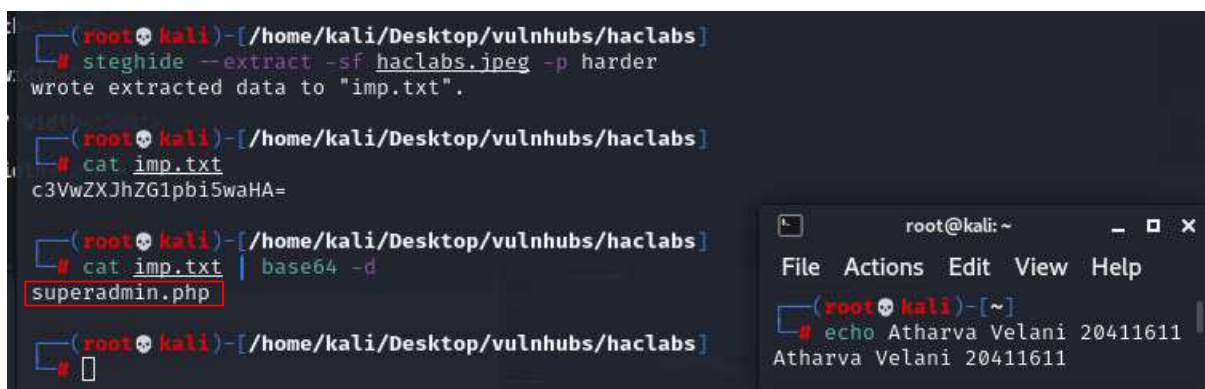 ┌──(root💀kali)-[/home/kali/Desktop/vulnhubs/haclabs]
└─# steghide --extract -sf haclabs.jpeg -p harder
wrote extracted data to "imp.txt".
┌──(root💀kali)-[/home/kali/Desktop/vulnhubs/haclabs]
└─# cat imp.txt
c3VwZXJhZG1pbi5waHA=
┌──(root💀kali)-[/home/kali/Desktop/vulnhubs/haclabs]
└─# cat imp.txt | base64 -d
superadmin.php
┌──(root💀kali)-[/home/kali/Desktop/vulnhubs/haclabs]
└─#
root@kali: ~
File Actions Edit View Help
┌──(root💀kali)-[~]
└─# echo Atharva Velani 20411611
Atharva Velani 20411611